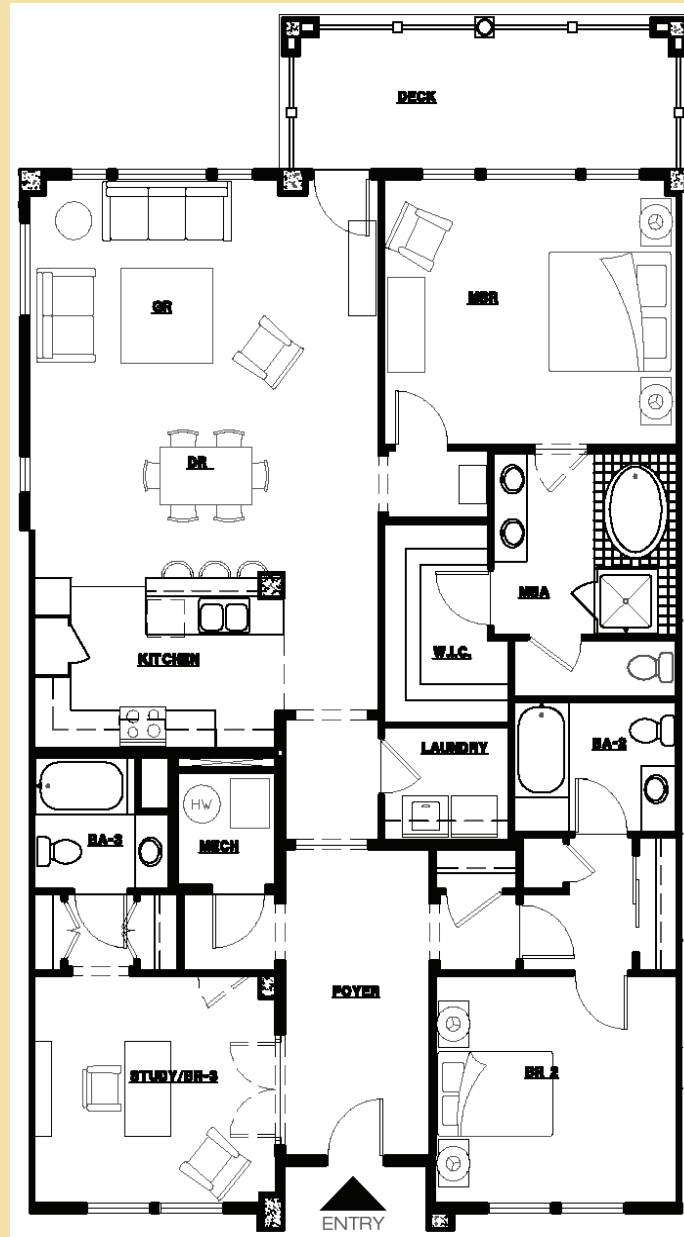 DECK
GR
MBR
DR
MBA
KITCHEN
W.I.C.
LAUNDRY
BA-2
HW
BA-3
MECH
FOYER
STUDY/BR-3
BR 2
ENTRY